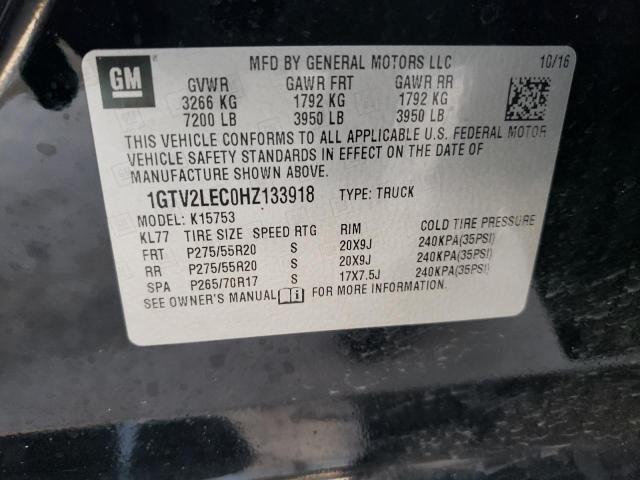 GM
MFD BY GENERAL MOTORS LLC 10/16
GVWR GAWR FRT GAWR RR
3266 KG 1792 KG 1792 KG
7200 LB 3950 LB 3950 LB
THIS VEHICLE CONFORMS TO ALL APPLICABLE U.S. FEDERAL MOTOR
VEHICLE SAFETY STANDARDS IN EFFECT ON THE DATE OF
MANUFACTURE SHOWN ABOVE.
1GTV2LEC0HZ133918 TYPE: TRUCK
MODEL: K15753
KL77 TIRE SIZE SPEED RTG RIM COLD TIRE PRESSURE
FRT P275/55R20 S 20X9J 240KPA(35PSI)
RR P275/55R20 S 20X9J 240KPA(35PSI)
SPA P265/70R17 S 17X7.5J 240KPA(35PSI)
SEE OWNER'S MANUAL FOR MORE INFORMATION.